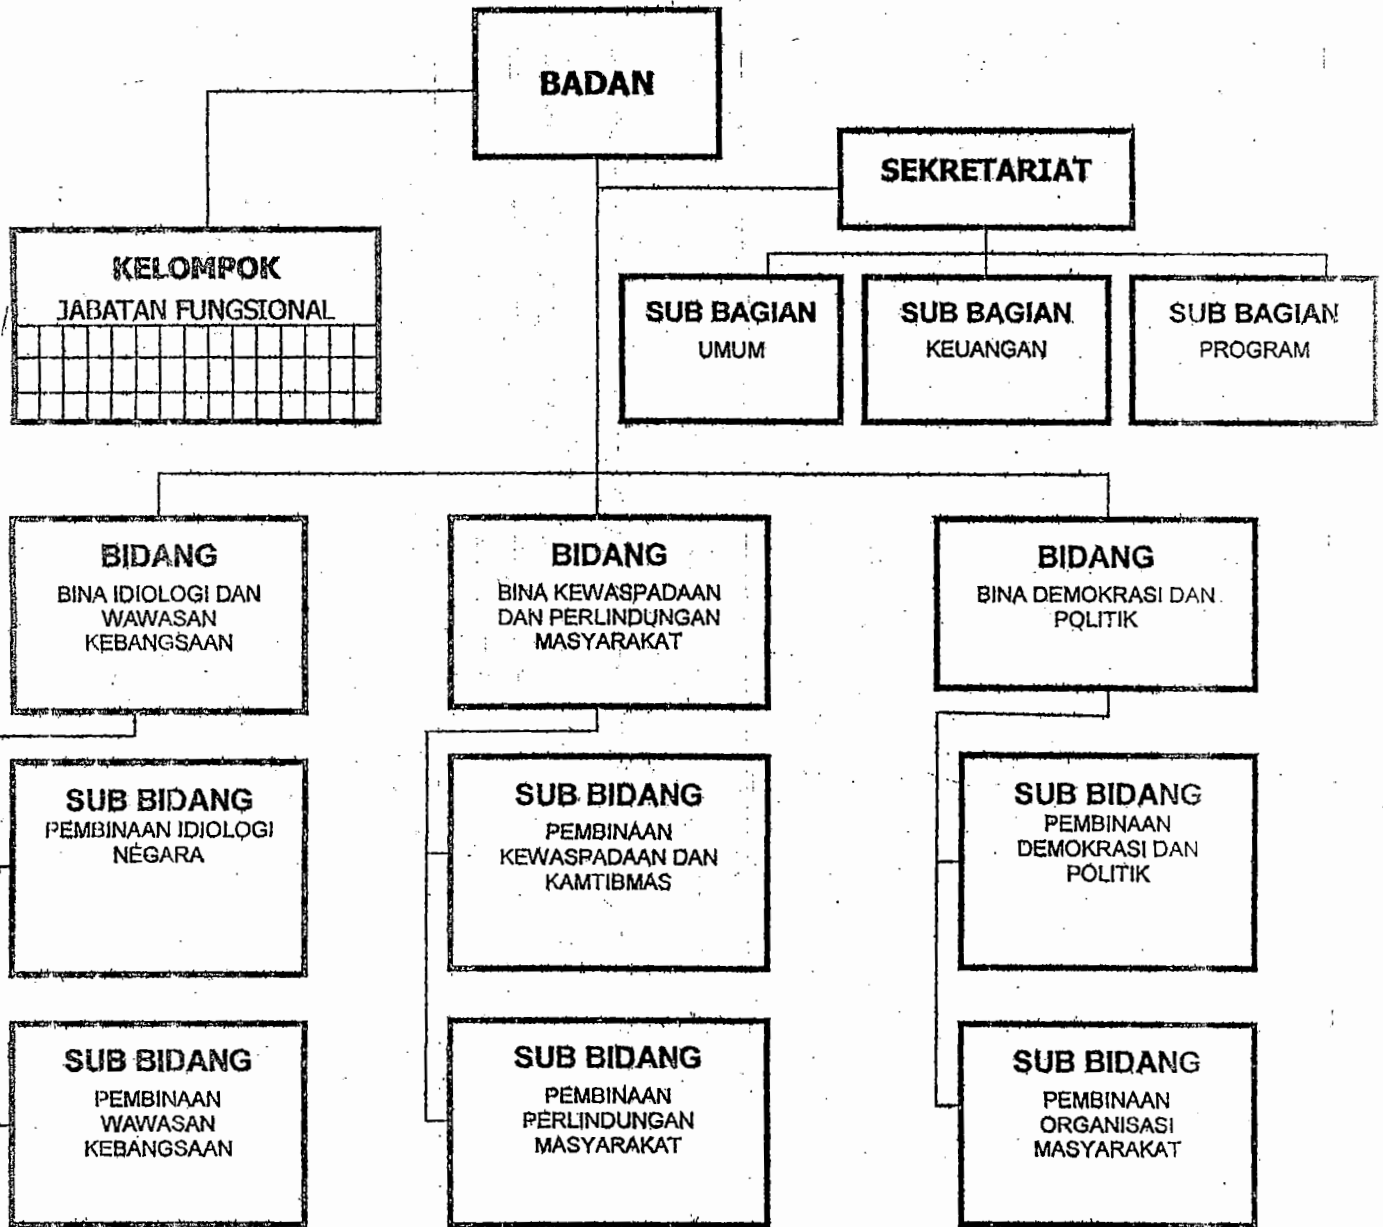 BADAN
SEKRETARIAT
KELOMPOK
JABATAN FUNGSIONAL
SUB BAGIAN
UMUM
SUB BAGIAN
KEUANGAN
SUB BAGIAN
PROGRAM
BIDANG
BINA IDIOLOGI DAN
WAWASAN
KEBANGSAAN
BIDANG
BINA KEWASPADAAN
DAN PERLINDUNGAN
MASYARAKAT
BIDANG
BINA DEMOKRASI DAN
POLITIK
SUB BIDANG
PEMBINAAN IDIOLOGI
NEGARA
SUB BIDANG
PEMBINAAN
KEWASPADAAN DAN
KAMTIBMAS
SUB BIDANG
PEMBINAAN
DEMOKRASI DAN
POLITIK
SUB BIDANG
PEMBINAAN
WAWASAN
KEBANGSAAN
SUB BIDANG
PEMBINAAN
PERLINDUNGAN
MASYARAKAT
SUB BIDANG
PEMBINAAN
ORGANISASI
MASYARAKAT